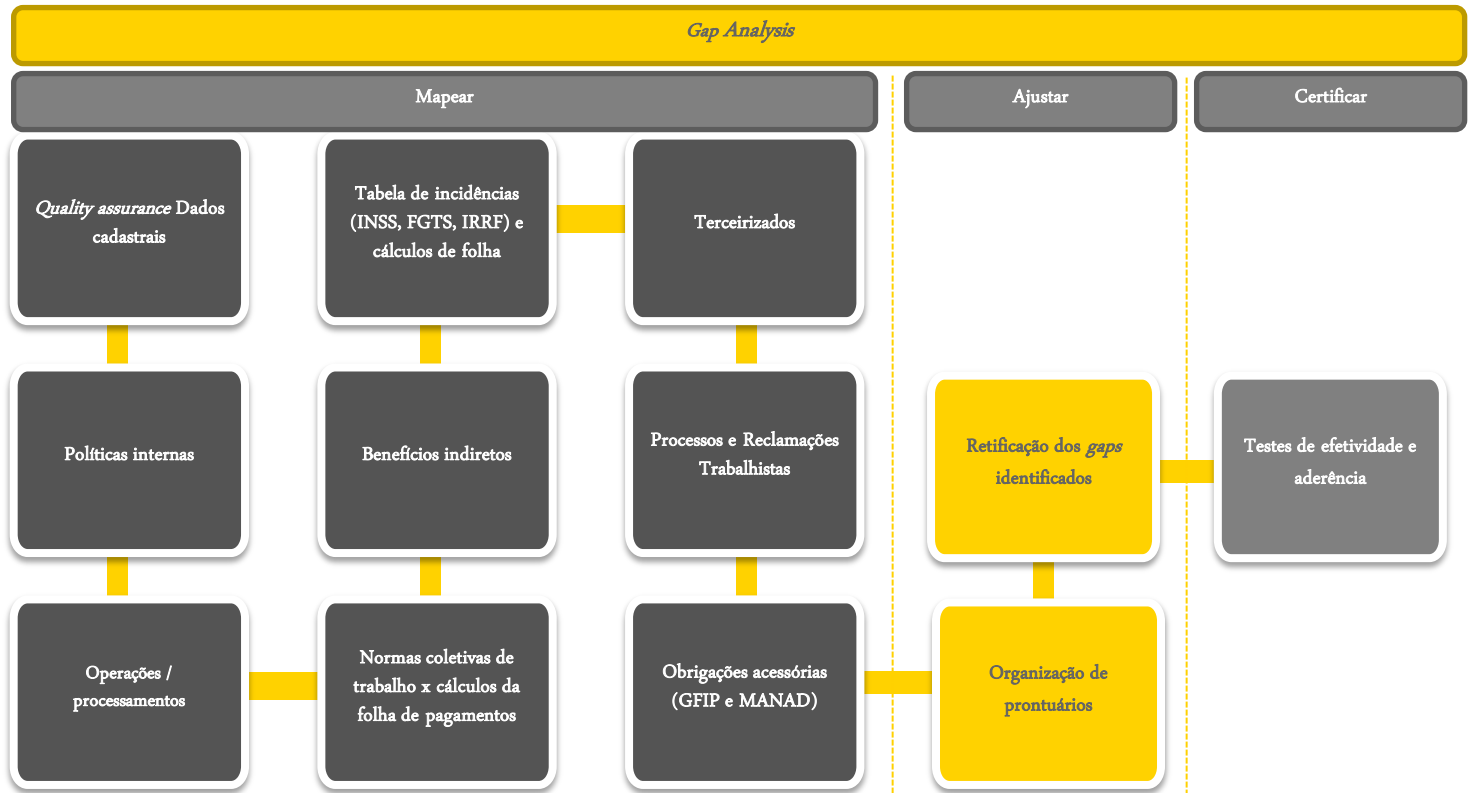 Gap Analysis
Mapear
Ajustar
Certificar
Quality assurance Dados
cadastrais
Tabela de incidências
(INSS, FGTS, IRRF) e
cálculos de folha
Terceirizados
Políticas internas
Benefícios indiretos
Processos e Reclamações
Trabalhistas
Retificação dos gaps
identificados
Testes de efetividade e
aderência
Operações /
processamentos
Normas coletivas de
trabalho x cálculos da
folha de pagamentos
Obrigações acessórias
(GFIP e MANAD)
Organização de
prontuários